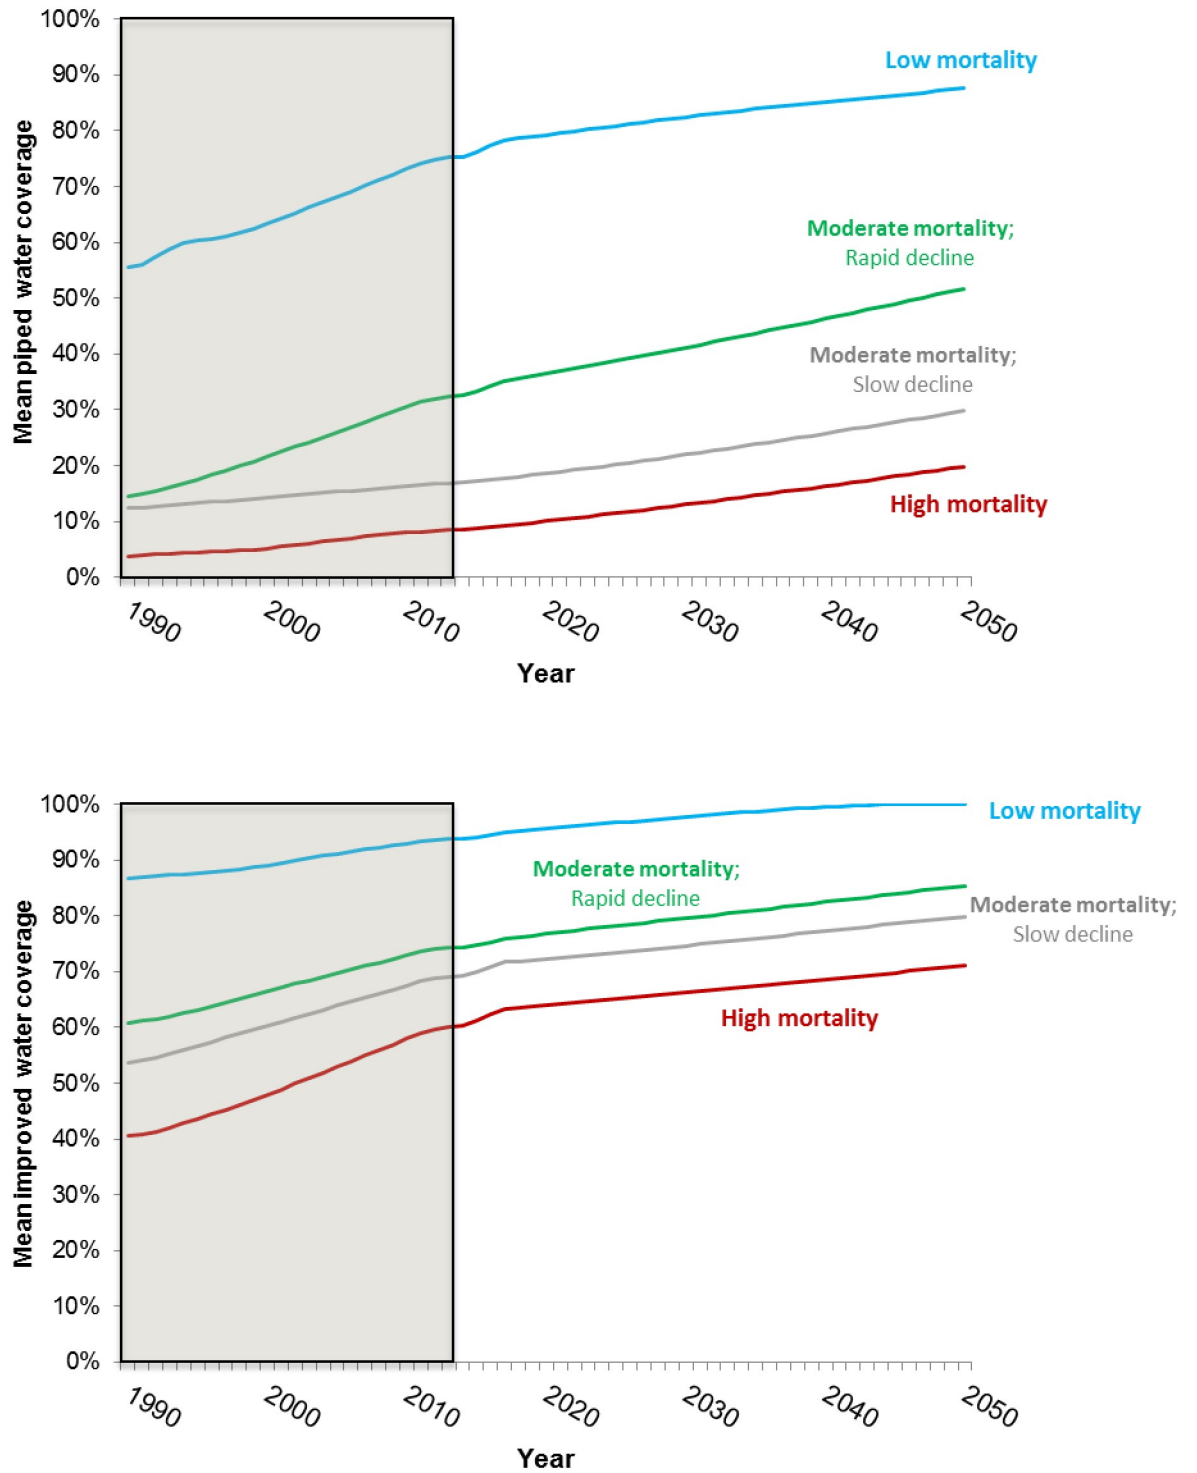 100%
90%
80%
70%
60%
50%
40%
30%
20%
10%
0%
Mean piped water coverage
Low mortality
Moderate mortality;
Rapid decline
Moderate mortality;
Slow decline
High mortality
1990
2000
2010
2020
2030
2040
2050
Year
100%
90%
80%
70%
60%
50%
40%
30%
20%
10%
0%
Mean improved water coverage
Low mortality
Moderate mortality;
Rapid decline
Moderate mortality;
Slow decline
High mortality
1990
2000
2010
2020
2030
2040
2050
Year